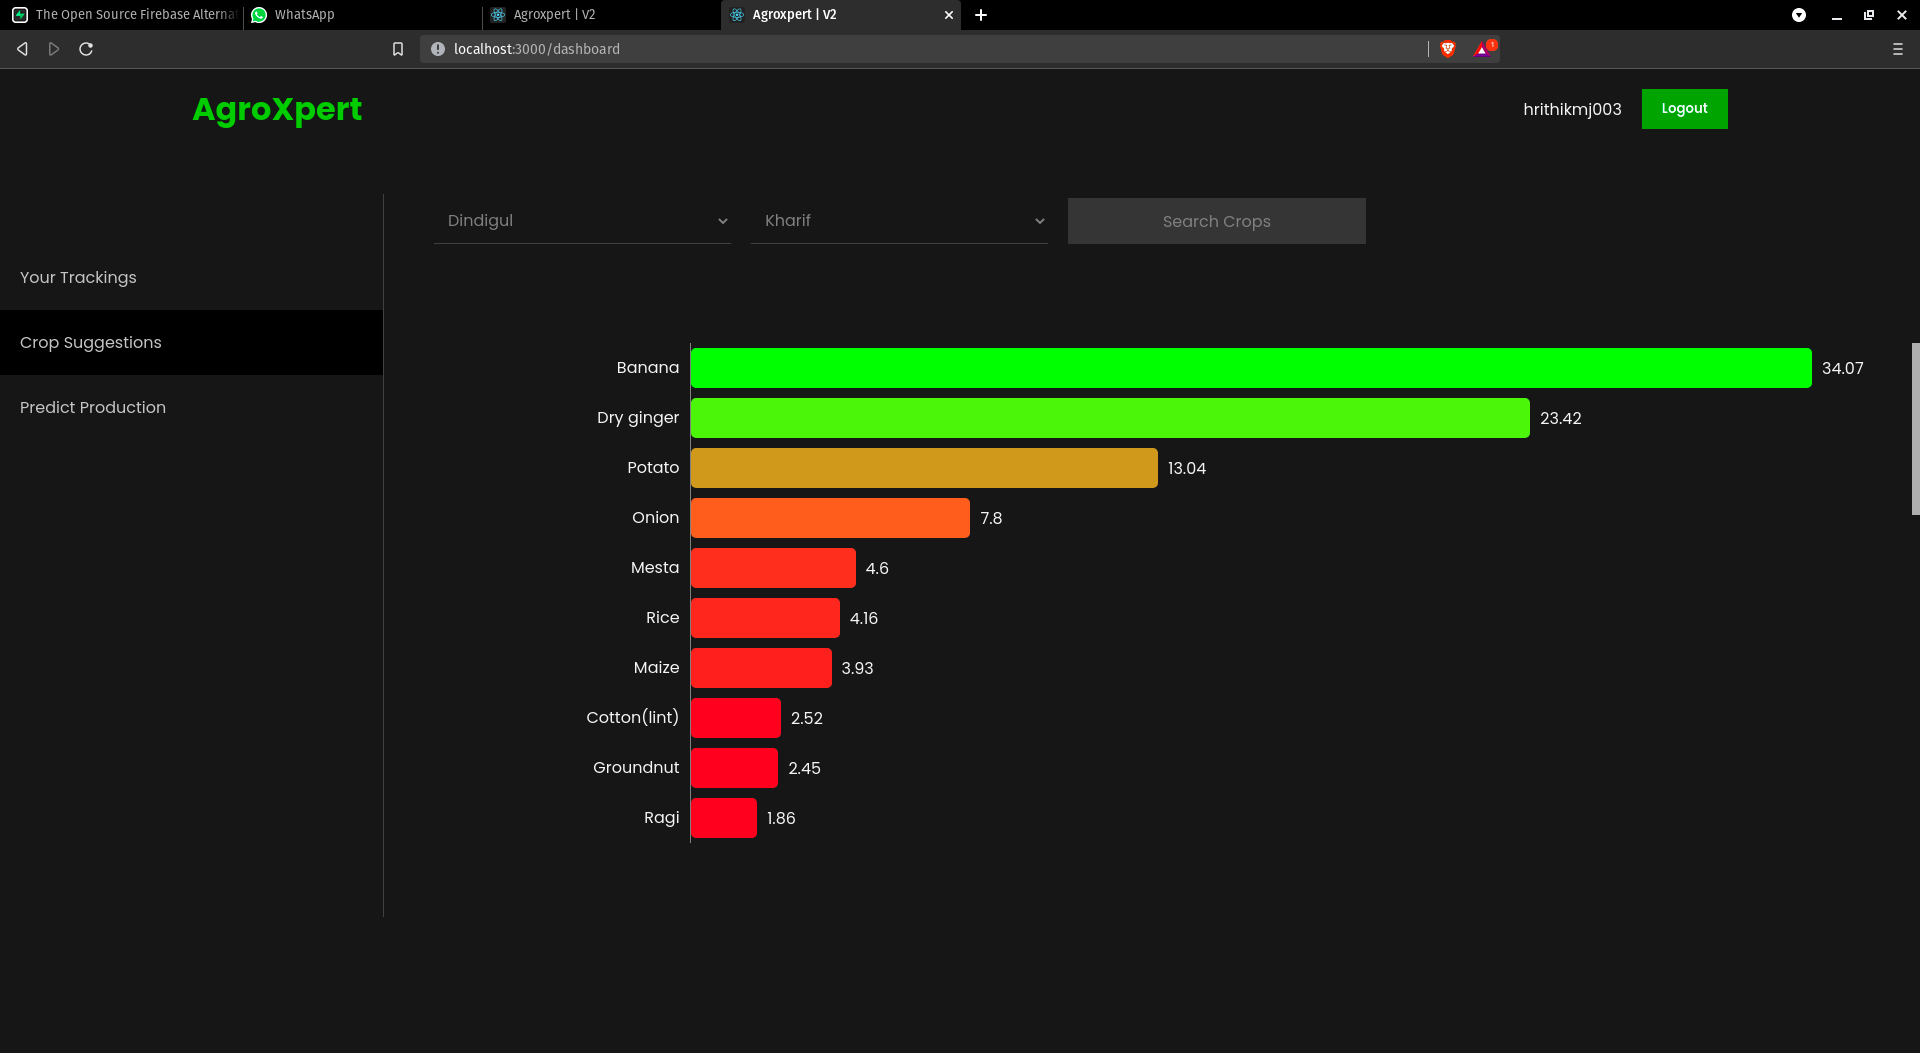 The Open Source Firebase Alterna
WhatsApp
Agroxpert | V2
Agroxpert | V2
localhost:3000/dashboard
1
AgroXpert
hrithikmj003
Logout
Dindigul
Kharif
Search Crops
Your Trackings
Crop Suggestions
Predict Production
Banana 34.07
Dry ginger 23.42
Potato 13.04
Onion 7.8
Mesta 4.6
Rice 4.16
Maize 3.93
Cotton(lint) 2.52
Groundnut 2.45
Ragi 1.86